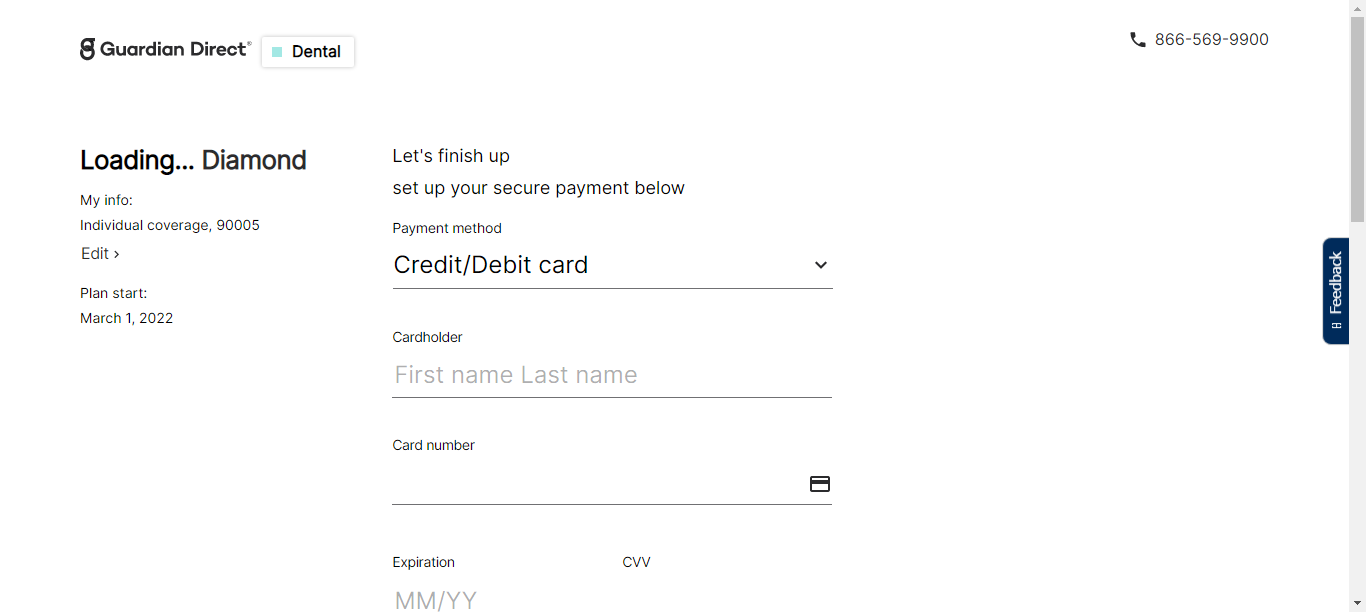 Guardian Direct®
Dental
866-569-9900
Loading... Diamond
My info:
Individual coverage, 90005
Edit ›
Plan start:
March 1, 2022
Let's finish up
set up your secure payment below
Payment method
Credit/Debit card
Cardholder
First name Last name
Card number
Expiration CVV
MM/YY
Feedback